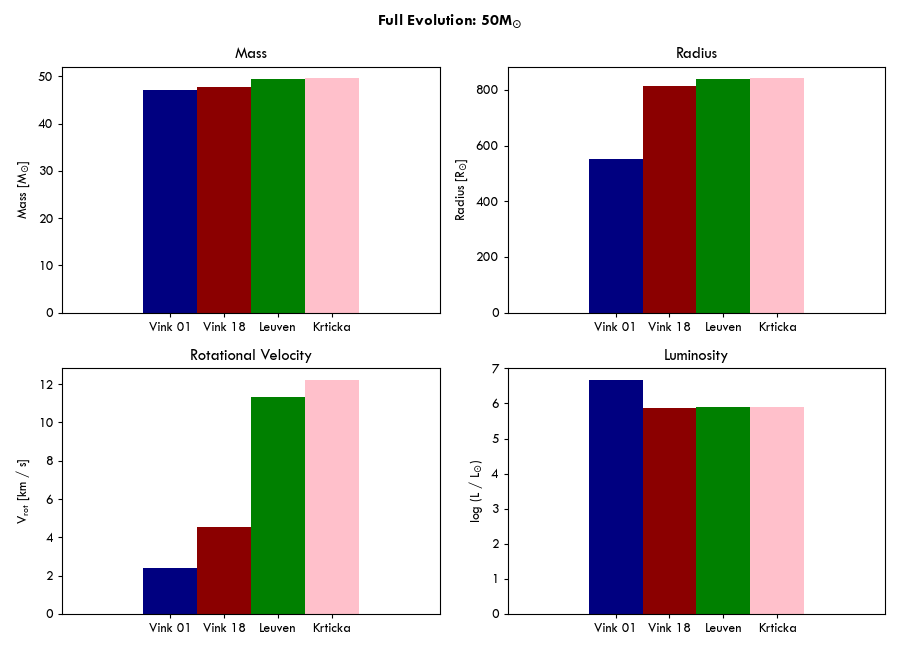 Full Evolution: 50M⊙
Mass
50
40
30
20
10
0
Mass [M⊙]
Vink 01 Vink 18 Leuven Krticka
Radius
800
600
400
200
0
Radius [R⊙]
Vink 01 Vink 18 Leuven Krticka
Rotational Velocity
12
10
8
6
4
2
0
Vrot [km / s]
Vink 01 Vink 18 Leuven Krticka
Luminosity
7
6
5
4
3
2
1
0
log (L / L⊙)
Vink 01 Vink 18 Leuven Krticka